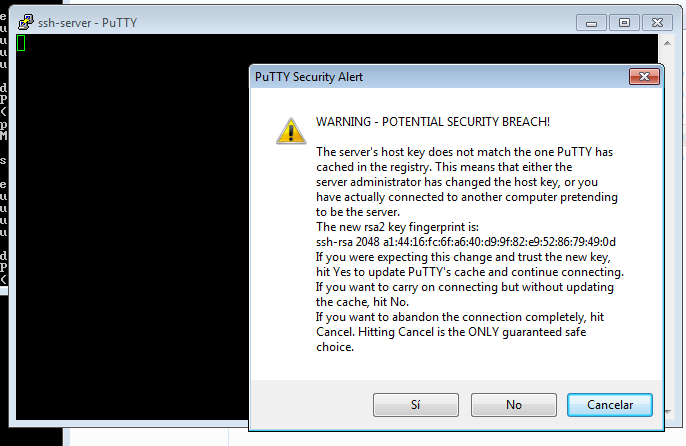 ssh-server - PuTTY
PuTTY Security Alert
WARNING - POTENTIAL SECURITY BREACH!
The server's host key does not match the one PuTTY has
cached in the registry. This means that either the
server administrator has changed the host key, or you
have actually connected to another computer pretending
to be the server.
The new rsa2 key fingerprint is:
ssh-rsa 2048 a1:44:16:fc:6f:a6:40:d9:9f:82:e9:52:86:79:49:0d
If you were expecting this change and trust the new key,
hit Yes to update PuTTY's cache and continue connecting.
If you want to carry on connecting but without updating
the cache, hit No.
If you want to abandon the connection completely, hit
Cancel. Hitting Cancel is the ONLY guaranteed safe
choice.
Sí
No
Cancelar